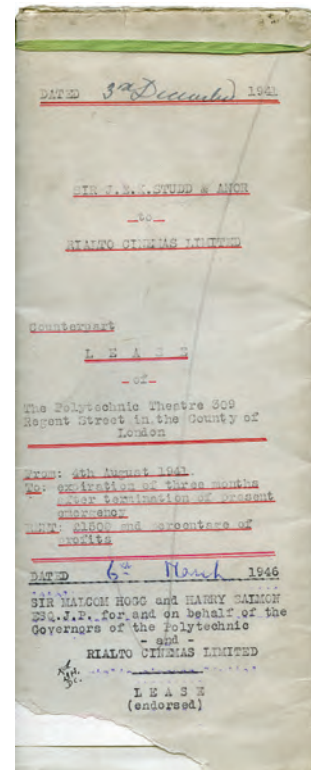 DATED 3rd December 1941
SIR J.E.K.STUDD & ANOR
-to-
RIALTO CINEMAS LIMITED
Counterpart
L E A S E
-of-
The Polytechnic Theatre 309
Regent Street in the County of
London
From: 4th August 1941
To: expiration of three months
after termination of present
emergency
RENT: £1500 and percentage of
profits
DATED 6th March 1946
SIR MALCOM HOGG and HARRY SALMON
ESQ.J.P. for and on behalf of the
Governors of the Polytechnic
- and -
RIALTO CINEMAS LIMITED
L E A S E
(endorsed)